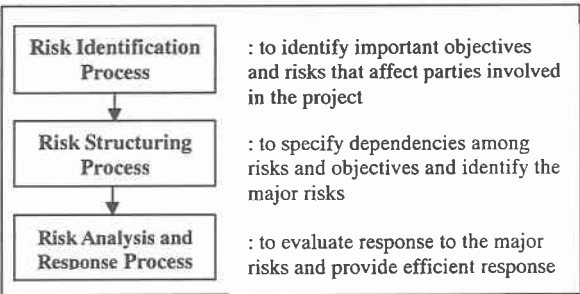 Risk Identification
Process
: to identify important objectives
and risks that affect parties involved
in the project
Risk Structuring
Process
: to specify dependencies among
risks and objectives and identify the
major risks
Risk Analysis and
Response Process
: to evaluate response to the major
risks and provide efficient response